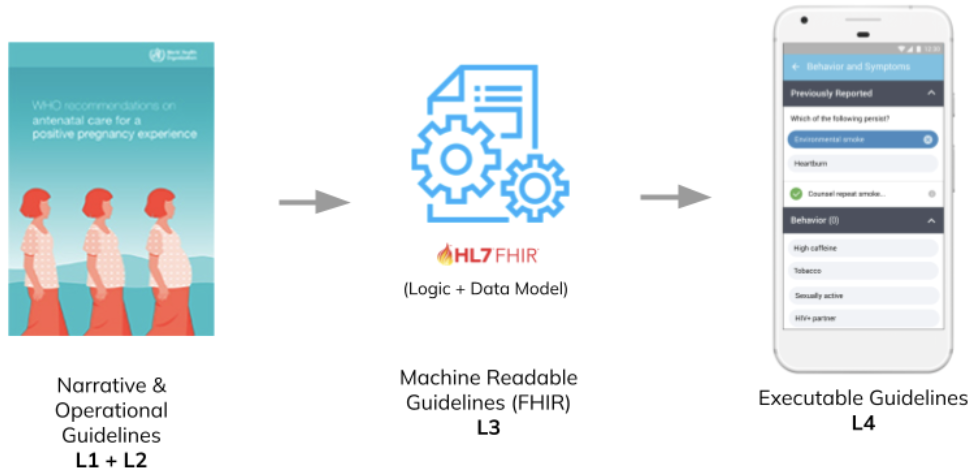 World Health
Organization
WHO recommendations on
antenatal care for a
positive pregnancy experience
Narrative &
Operational
Guidelines
L1 + L2
HL7 FHIR
(Logic + Data Model)
Machine Readable
Guidelines (FHIR)
L3
12:30
Behavior and Symptoms
Previously Reported
Which of the following persist?
Environmental smoke
Heartburn
Counsel repeat smoke...
Behavior (0)
High caffeine
Tobacco
Sexually active
HIV+ partner
Executable Guidelines
L4